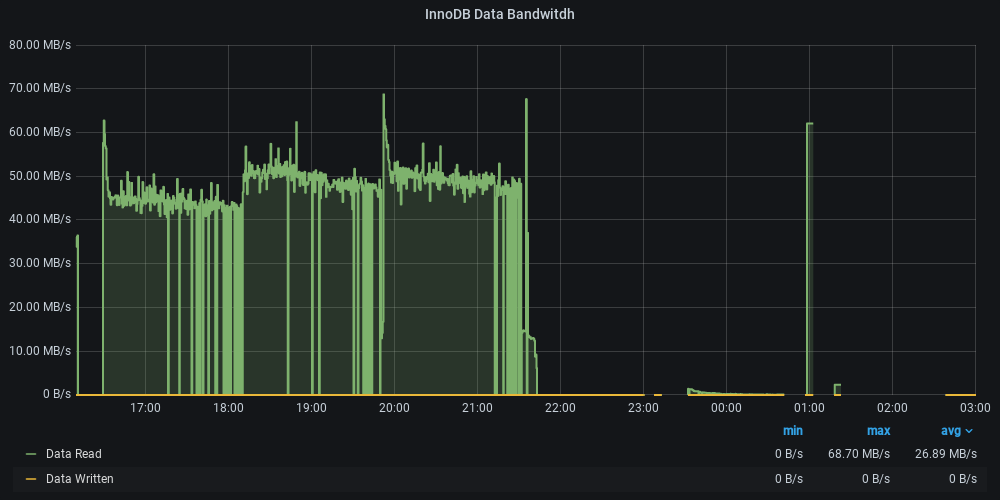 InnoDB Data Bandwitdh
80.00 MB/s
70.00 MB/s
60.00 MB/s
50.00 MB/s
40.00 MB/s
30.00 MB/s
20.00 MB/s
10.00 MB/s
0 B/s
17:00 18:00 19:00 20:00 21:00 22:00 23:00 00:00 01:00 02:00 03:00
min max avg
Data Read 0 B/s 68.70 MB/s 26.89 MB/s
Data Written 0 B/s 0 B/s 0 B/s